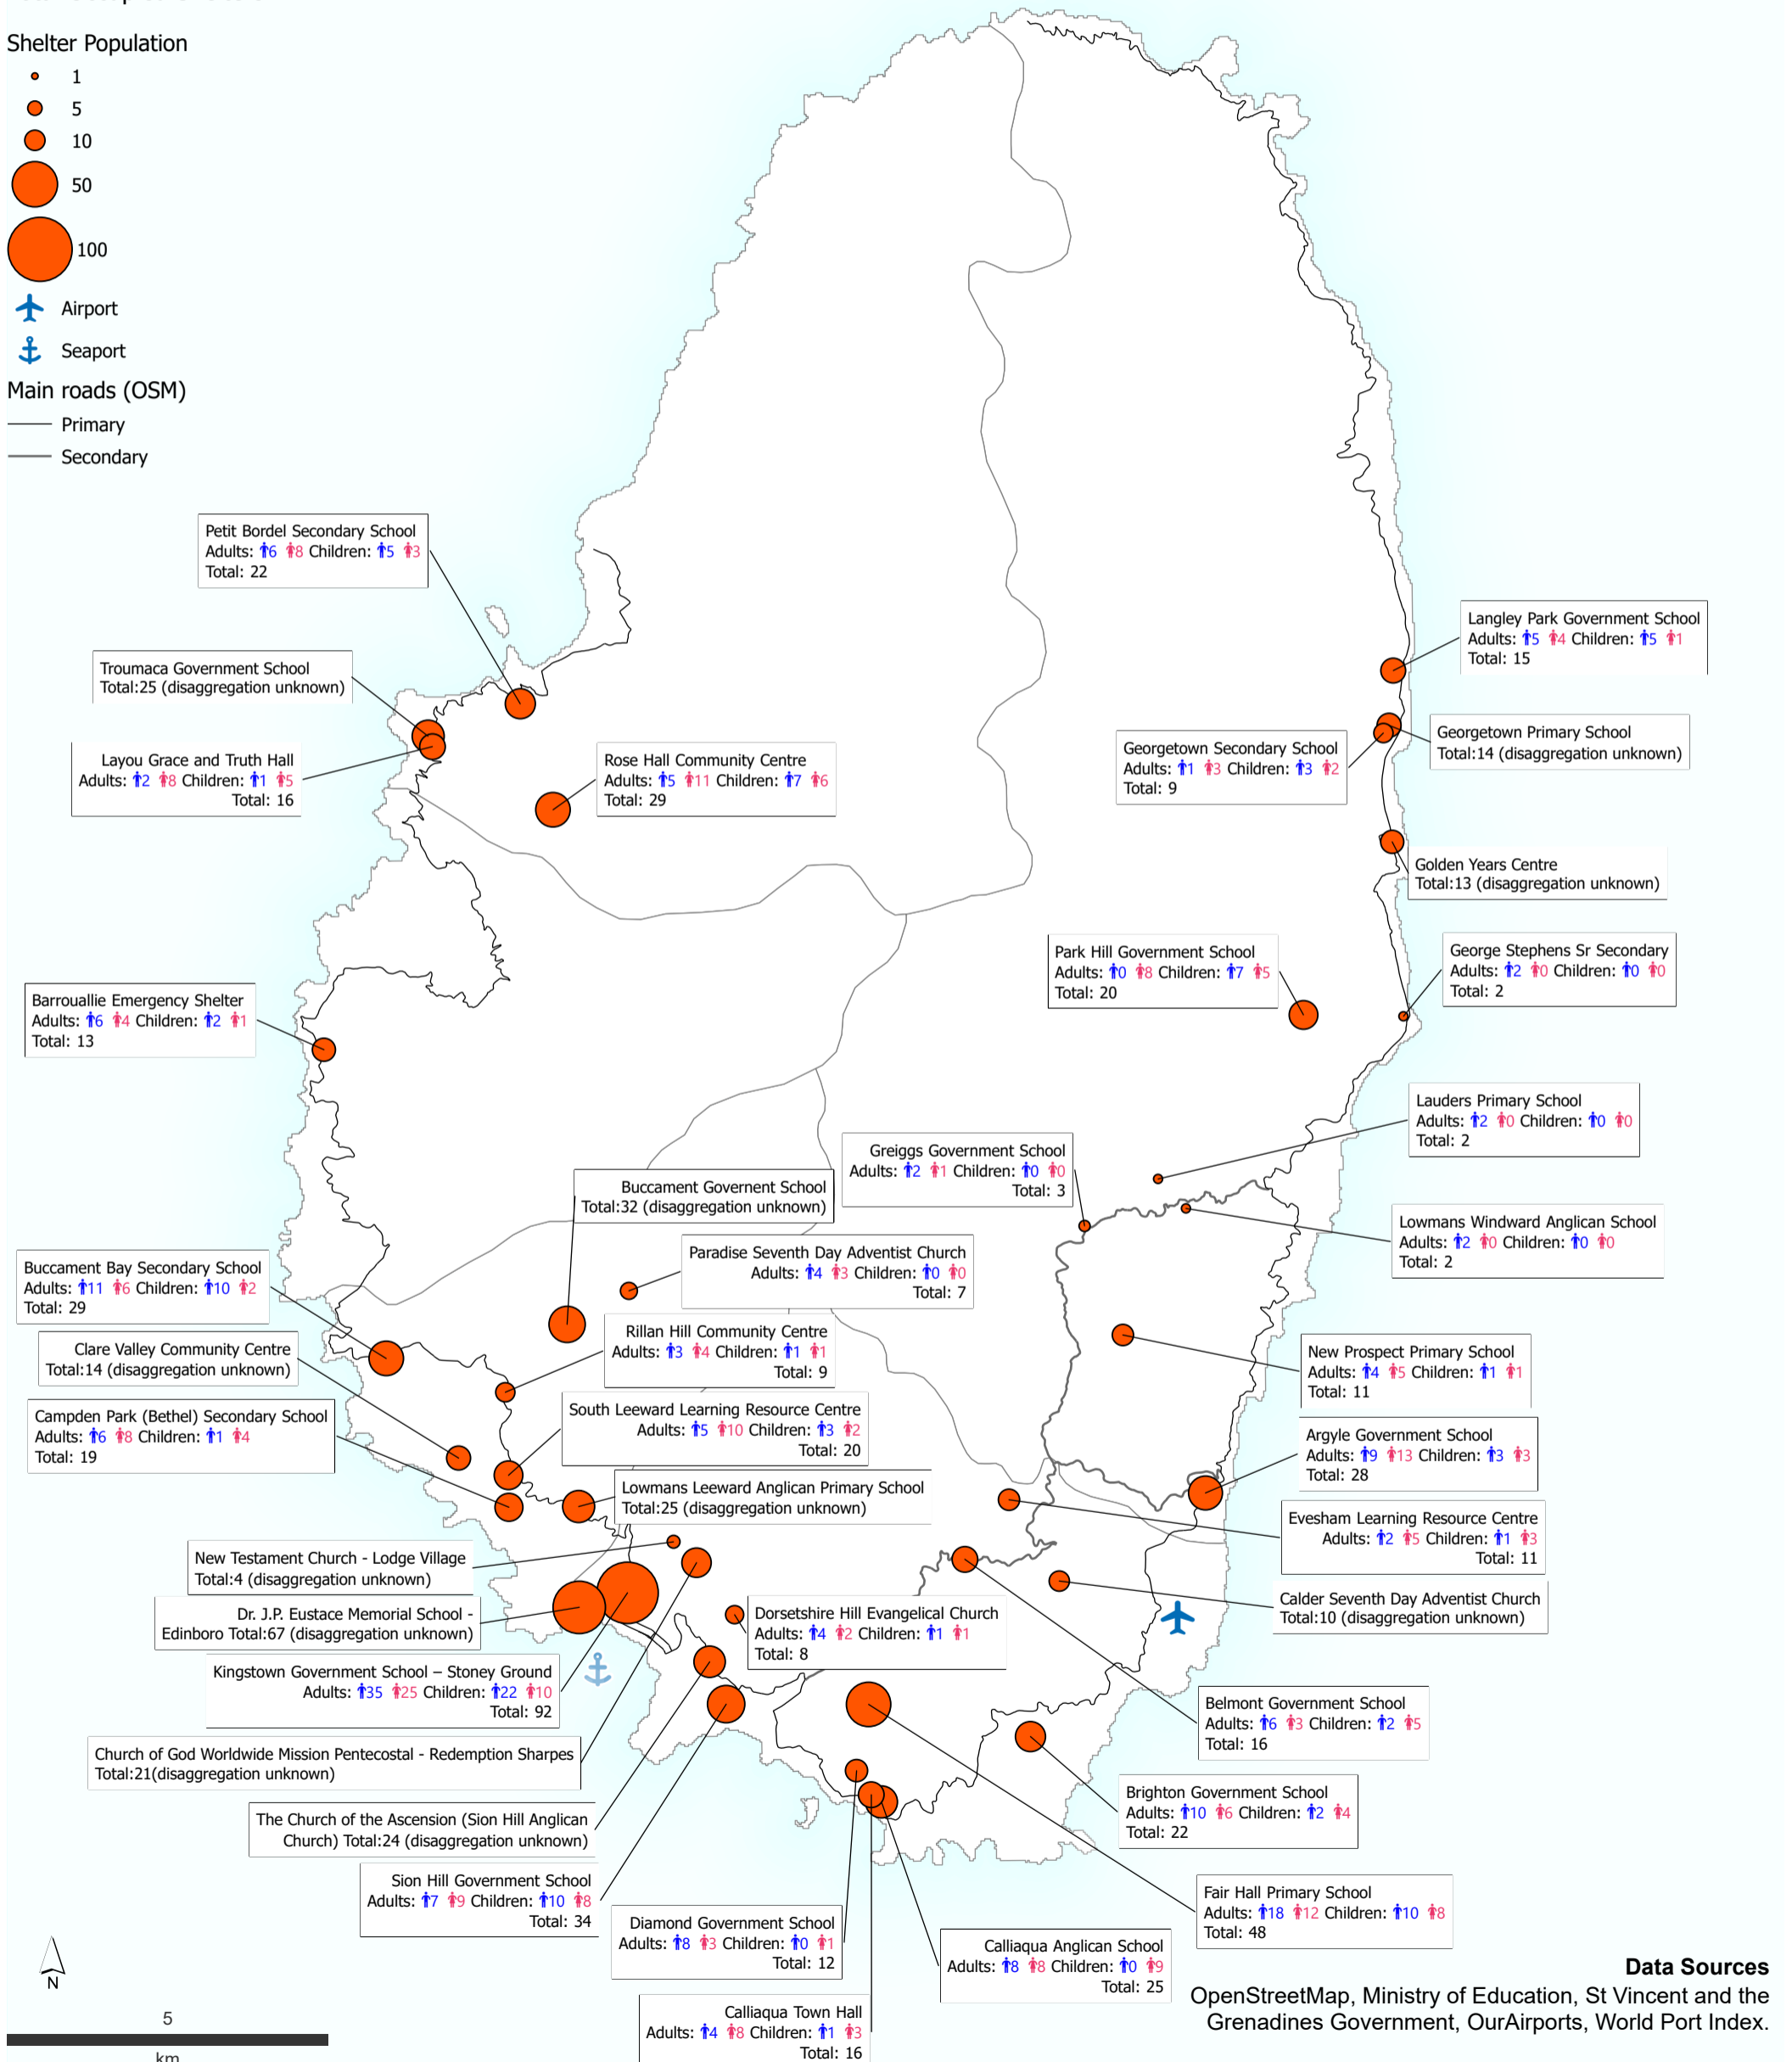 Shelter Population
1
5
10
50
100
Airport
Seaport
Main roads (OSM)
Primary
Secondary
Petit Bordel Secondary School
Adults: 6 8 Children: 5 3
Total: 22
Troumaca Government School
Total:25 (disaggregation unknown)
Layou Grace and Truth Hall
Adults: 2 8 Children: 1 5
Total: 16
Rose Hall Community Centre
Adults: 5 11 Children: 7 6
Total: 29
Langley Park Government School
Adults: 5 4 Children: 5 1
Total: 15
Georgetown Primary School
Total:14 (disaggregation unknown)
Georgetown Secondary School
Adults: 1 3 Children: 3 2
Total: 9
Golden Years Centre
Total:13 (disaggregation unknown)
Park Hill Government School
Adults: 0 8 Children: 7 5
Total: 20
George Stephens Sr Secondary
Adults: 2 0 Children: 0 0
Total: 2
Barrouallie Emergency Shelter
Adults: 6 4 Children: 2 1
Total: 13
Lauders Primary School
Adults: 2 0 Children: 0 0
Total: 2
Greiggs Government School
Adults: 2 1 Children: 0 0
Total: 3
Buccament Governent School
Total:32 (disaggregation unknown)
Lowmans Windward Anglican School
Adults: 2 0 Children: 0 0
Total: 2
Paradise Seventh Day Adventist Church
Adults: 4 3 Children: 0 0
Total: 7
Buccament Bay Secondary School
Adults: 11 6 Children: 10 2
Total: 29
Rillan Hill Community Centre
Adults: 3 4 Children: 1 1
Total: 9
Clare Valley Community Centre
Total:14 (disaggregation unknown)
New Prospect Primary School
Adults: 4 5 Children: 1 1
Total: 11
Campden Park (Bethel) Secondary School
Adults: 6 8 Children: 1 4
Total: 19
South Leeward Learning Resource Centre
Adults: 5 10 Children: 3 2
Total: 20
Argyle Government School
Adults: 9 13 Children: 3 3
Total: 28
Lowmans Leeward Anglican Primary School
Total:25 (disaggregation unknown)
Evesham Learning Resource Centre
Adults: 2 5 Children: 1 3
Total: 11
New Testament Church - Lodge Village
Total:4 (disaggregation unknown)
Calder Seventh Day Adventist Church
Total:10 (disaggregation unknown)
Dr. J.P. Eustace Memorial School -
Edinboro Total:67 (disaggregation unknown)
Dorsetshire Hill Evangelical Church
Adults: 4 2 Children: 1 1
Total: 8
Kingstown Government School – Stoney Ground
Adults: 35 25 Children: 22 10
Total: 92
Belmont Government School
Adults: 6 3 Children: 2 5
Total: 16
Church of God Worldwide Mission Pentecostal - Redemption Sharpes
Total:21(disaggregation unknown)
Brighton Government School
Adults: 10 6 Children: 2 4
Total: 22
The Church of the Ascension (Sion Hill Anglican
Church) Total:24 (disaggregation unknown)
Sion Hill Government School
Adults: 7 9 Children: 10 8
Total: 34
Fair Hall Primary School
Adults: 18 12 Children: 10 8
Total: 48
Diamond Government School
Adults: 8 3 Children: 0 1
Total: 12
Calliaqua Anglican School
Adults: 8 8 Children: 0 9
Total: 25
Calliaqua Town Hall
Adults: 4 8 Children: 1 3
Total: 16
N
5
km
Data Sources
OpenStreetMap, Ministry of Education, St Vincent and the
Grenadines Government, OurAirports, World Port Index.